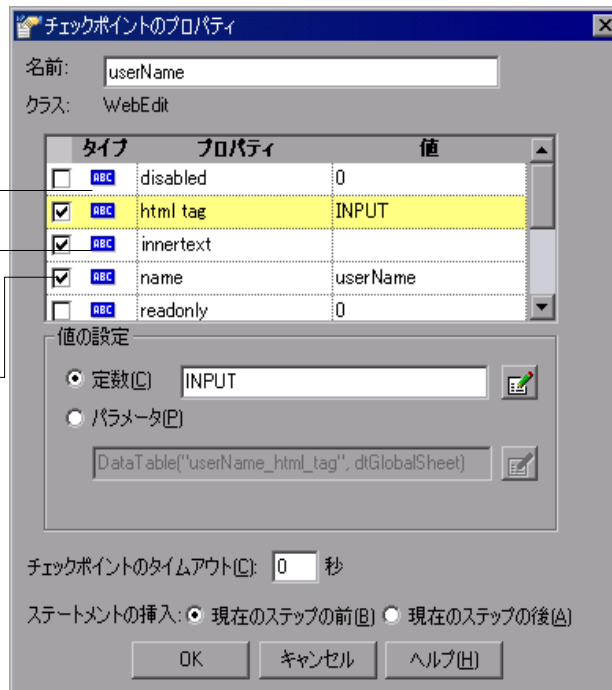 チェックポイントのプロパティ
名前: userName
クラス: WebEdit
タイプ プロパティ 値
ABC disabled 0
ABC html tag INPUT
ABC innertext
ABC name userName
ABC readonly 0
値の設定
定数(C) INPUT
パラメータ(P)
DataTable("userName_html_tag", dtGlobalSheet)
チェックポイントのタイムアウト(C): 0 秒
ステートメントの挿入: 現在のステップの前(B) 現在のステップの後(A)
OK キャンセル ヘルプ(H)